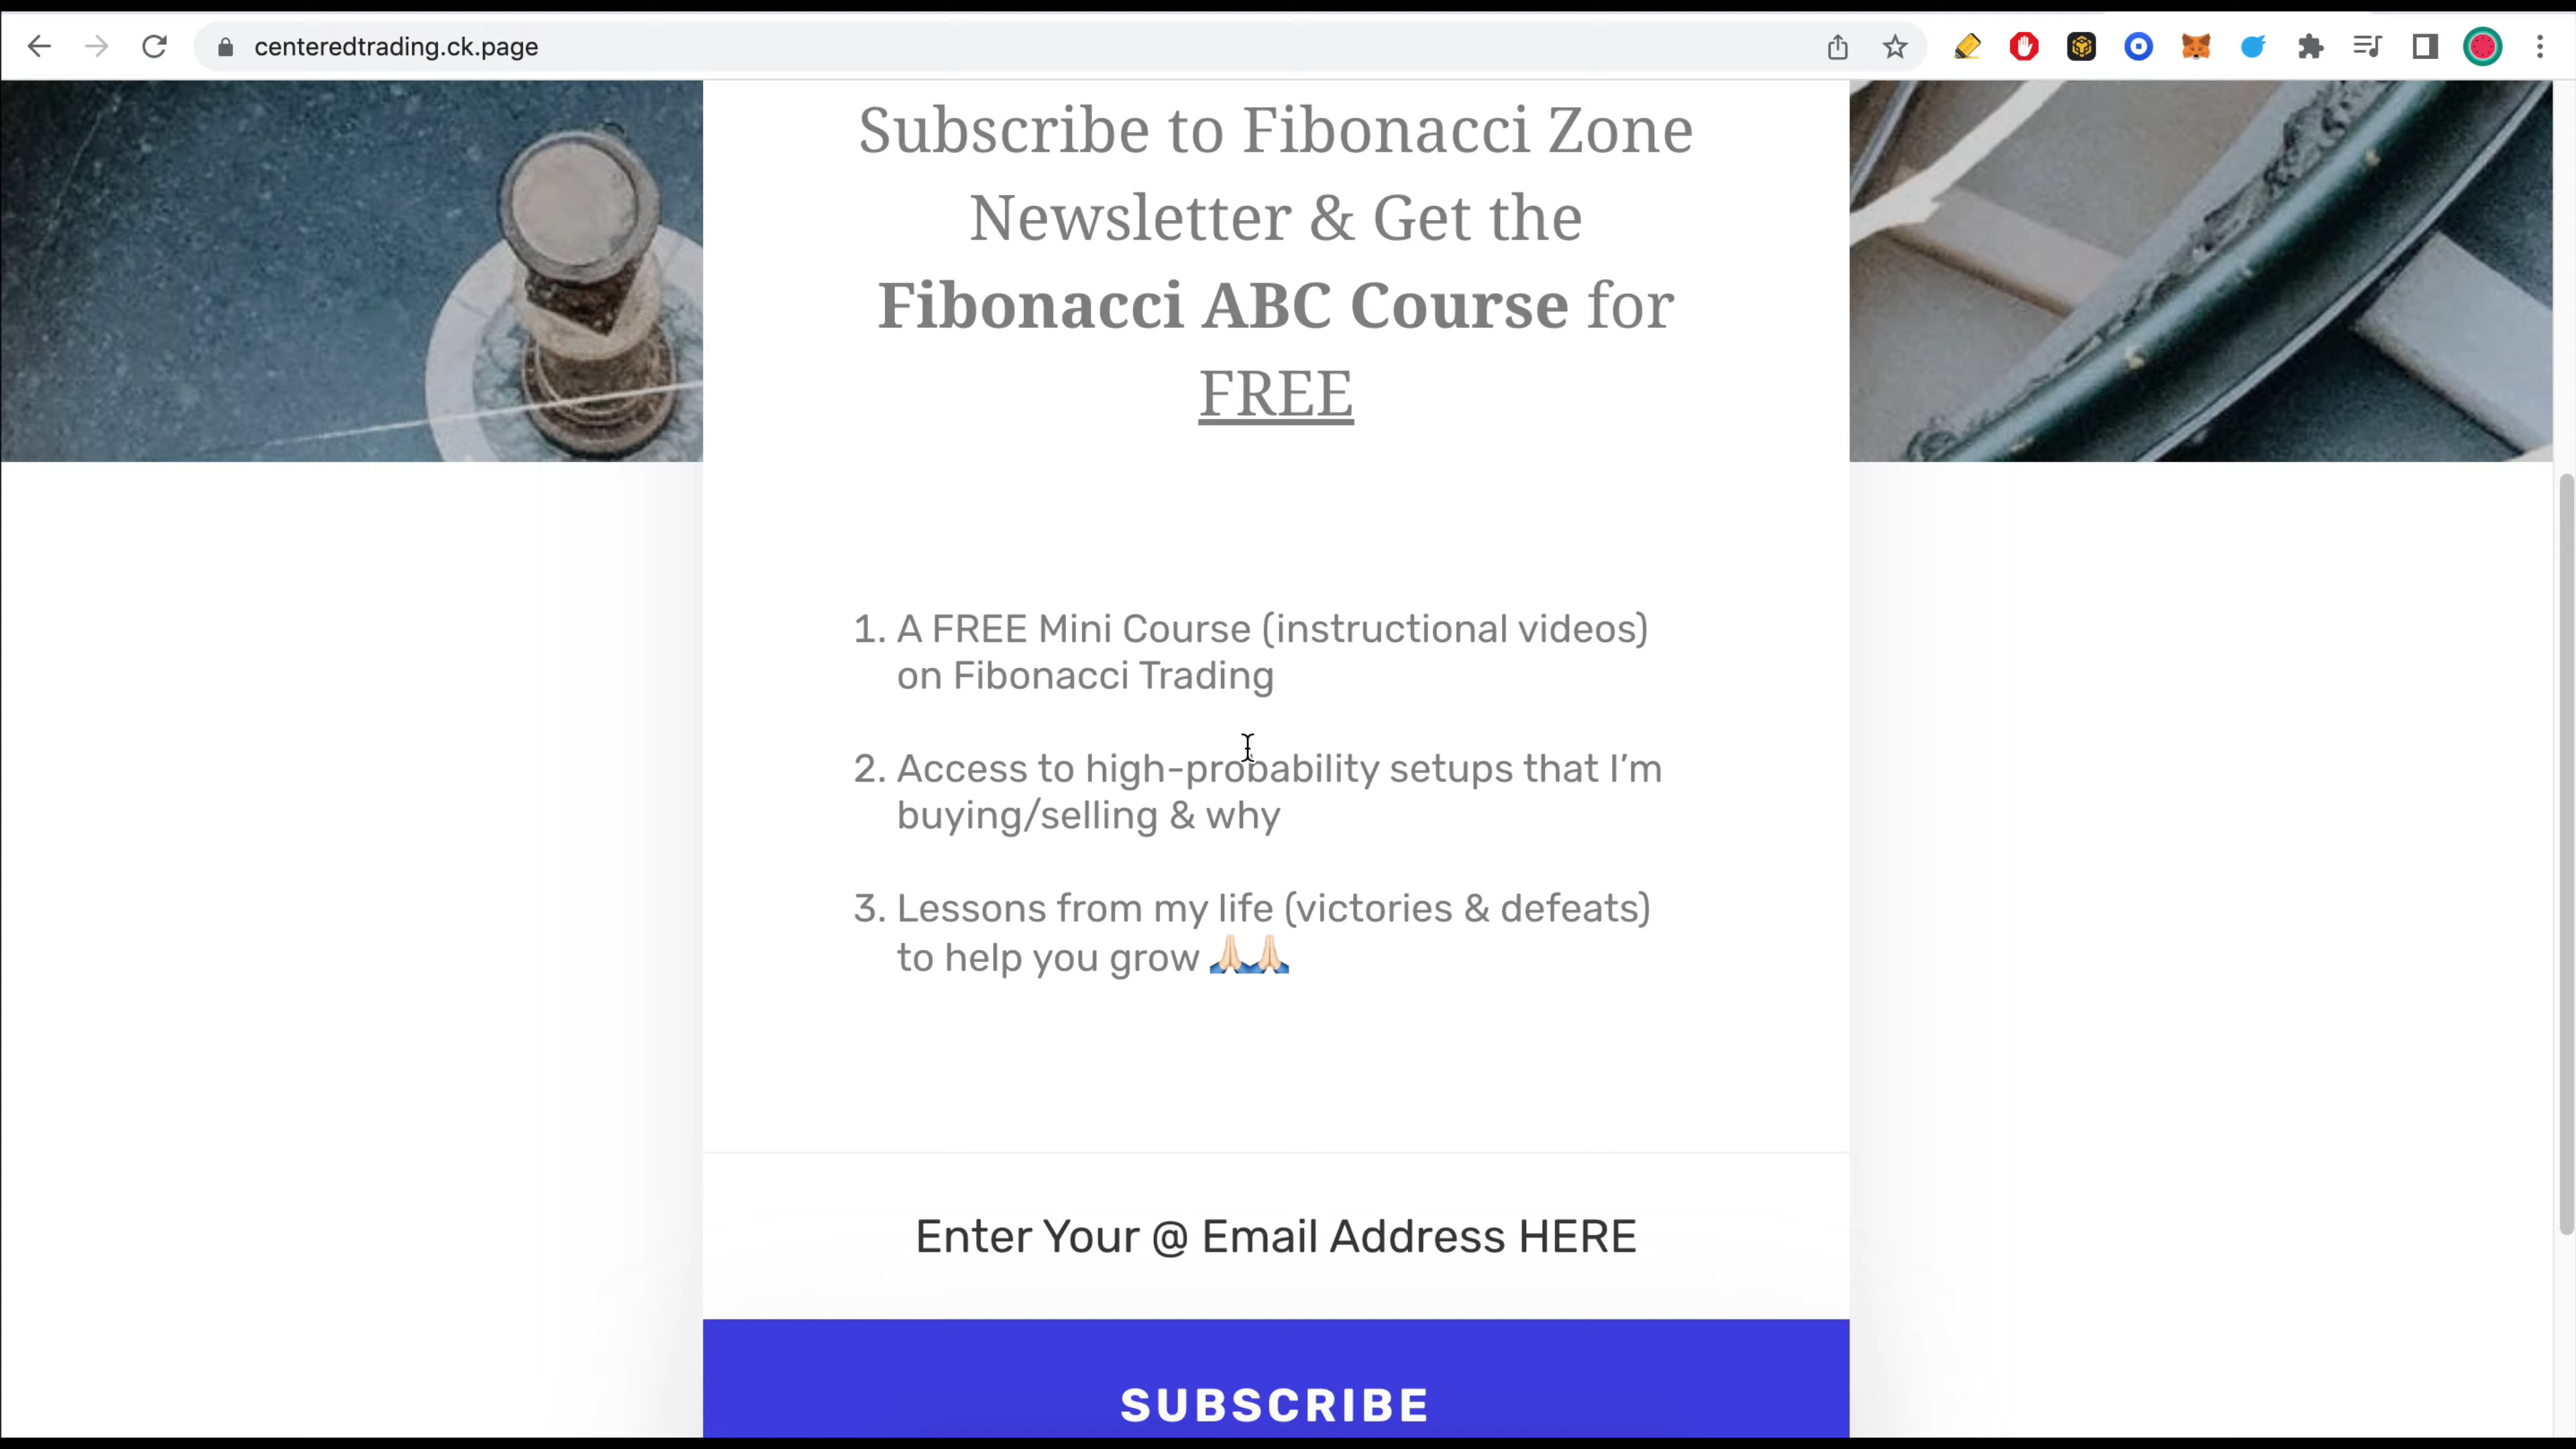 centeredtrading.ck.page
Subscribe to Fibonacci Zone
Newsletter & Get the
Fibonacci ABC Course for
FREE
1. A FREE Mini Course (instructional videos)
on Fibonacci Trading
2. Access to high-probability setups that I’m
buying/selling & why
3. Lessons from my life (victories & defeats)
to help you grow 🙏🏻🙏🏻
Enter Your @ Email Address HERE
SUBSCRIBE